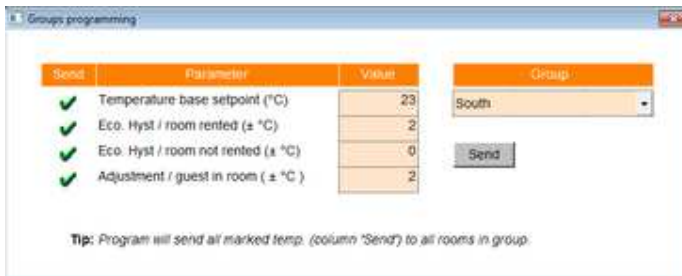 Groups programming
Send Parameter Value Group
Temperature base setpoint (°C) 23 South
Eco. Hyst / room rented (± °C) 2
Eco. Hyst / room not rented (± °C) 0 Send
Adjustment / guest in room ( ± °C ) 2
Tip: Program will send all marked temp. (column "Send") to all rooms in group.